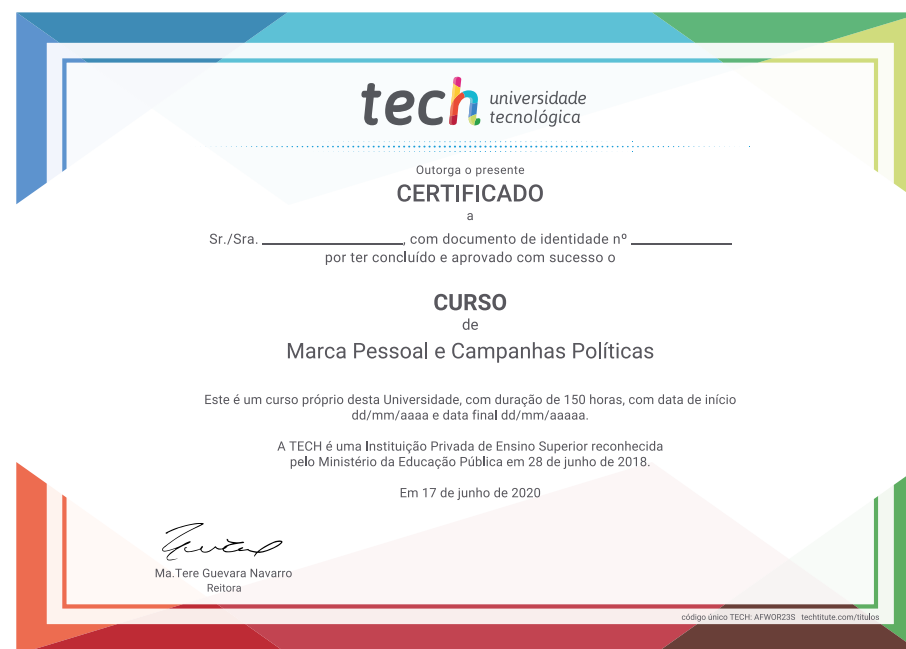 tech universidade
tecnológica
Outorga o presente
CERTIFICADO
a
Sr./Sra. ____________, com documento de identidade nº ____________
por ter concluído e aprovado com sucesso o
CURSO
de
Marca Pessoal e Campanhas Políticas
Este é um curso próprio desta Universidade, com duração de 150 horas, com data de início
dd/mm/aaaa e data final dd/mm/aaaaa.
A TECH é uma Instituição Privada de Ensino Superior reconhecida
pelo Ministério da Educação Pública em 28 de junho de 2018.
Em 17 de junho de 2020
Ma.Tere Guevara Navarro
Reitora
código único TECH: AFWOR23S techtitute.com/titulos